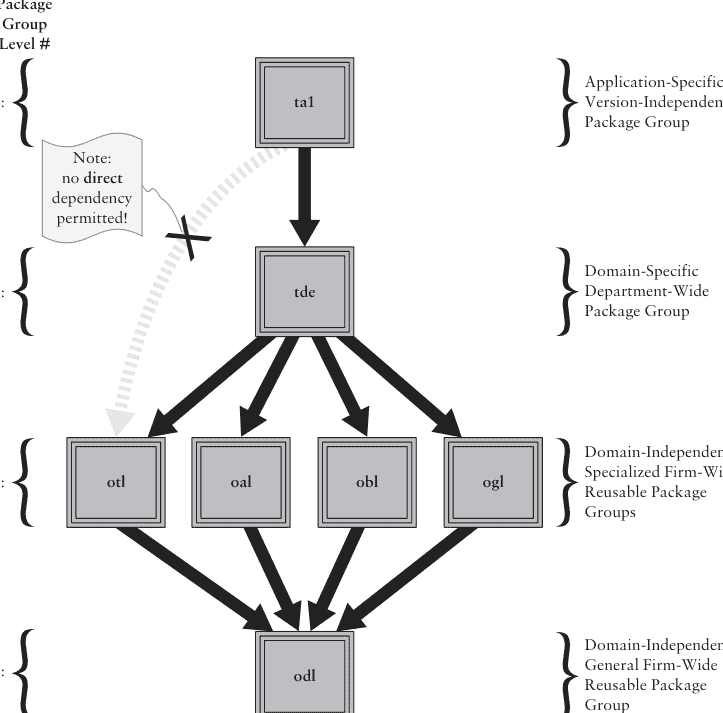 Package
Group
Level #
:
ta1
Application-Specific
Version-Independen
Package Group
Note:
no direct
dependency
permitted!
:
tde
Domain-Specific
Department-Wide
Package Group
:
otl
oal
obl
ogl
Domain-Independen
Specialized Firm-Wi
Reusable Package
Groups
:
odl
Domain-Independen
General Firm-Wide
Reusable Package
Group